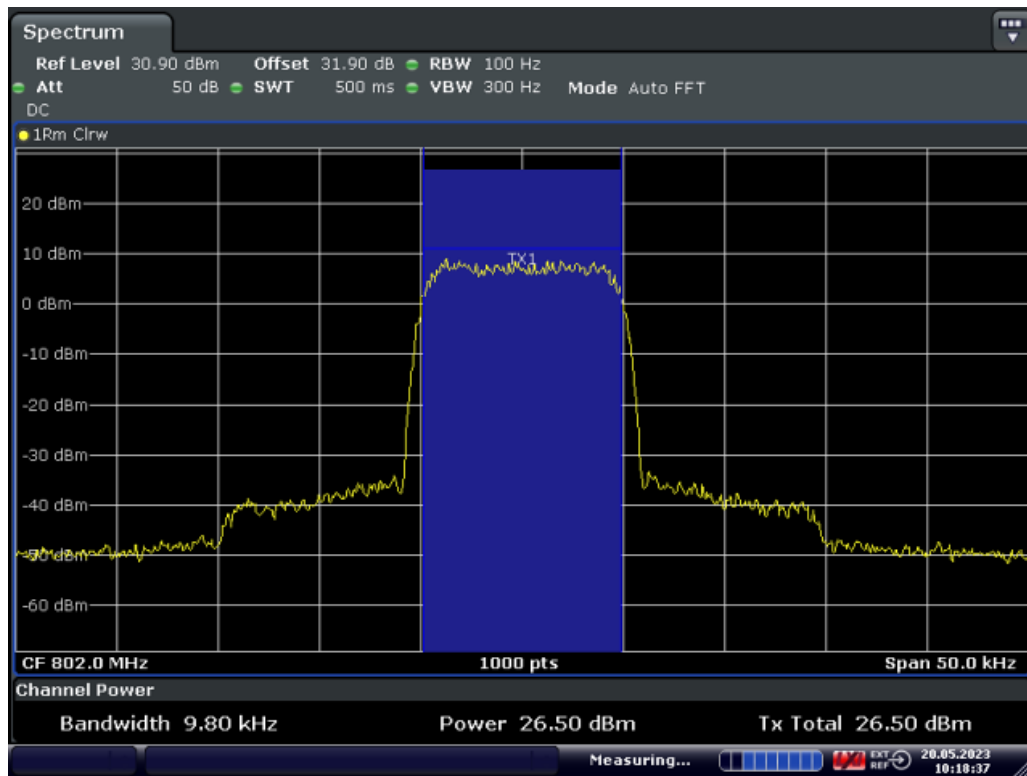 Spectrum
Ref Level 30.90 dBm Offset 31.90 dB RBW 100 Hz
Att 50 dB SWT 500 ms VBW 300 Hz Mode Auto FFT
DC
1Rm Clrw
20 dBm
10 dBm
TX1
0 dBm
-10 dBm
-20 dBm
-30 dBm
-40 dBm
-50 dBm
-60 dBm
CF 802.0 MHz 1000 pts Span 50.0 kHz
Channel Power
Bandwidth 9.80 kHz Power 26.50 dBm Tx Total 26.50 dBm
Measuring... EXT REF 20.05.2023
10:18:37